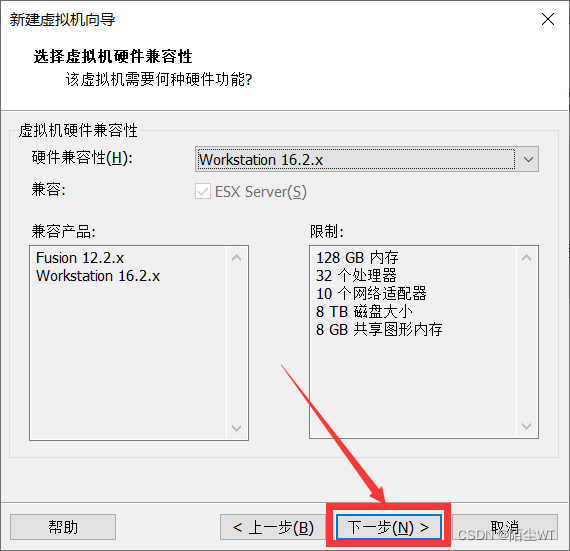 新建虚拟机向导
选择虚拟机硬件兼容性
该虚拟机需要何种硬件功能?
虚拟机硬件兼容性
硬件兼容性(H): Workstation 16.2.x
兼容: ESX Server(S)
兼容产品:
Fusion 12.2.x
Workstation 16.2.x
限制:
128 GB 内存
32 个处理器
10 个网络适配器
8 TB 磁盘大小
8 GB 共享图形内存
帮助 < 上一步(B) 下一步(N) > 取消
CSDN @陌尘WT